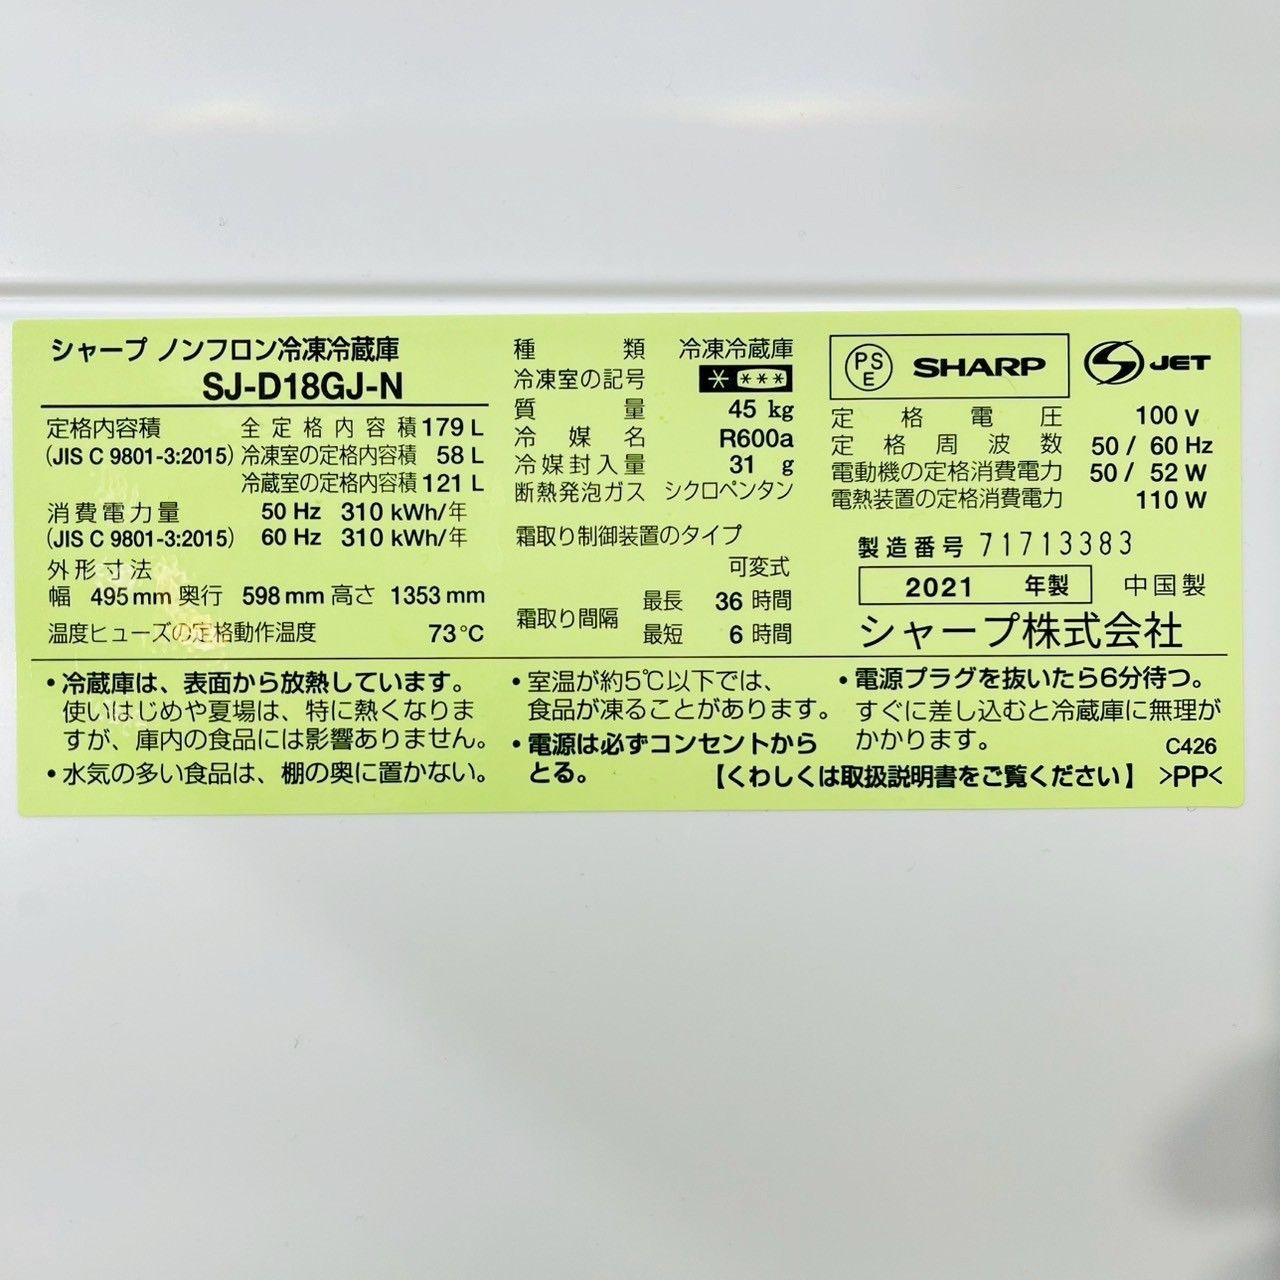 シャープ ノンフロン冷凍冷蔵庫
SJ-D18GJ-N
定格内容積 全定格内容積 179 L
(JIS C 9801-3:2015) 冷凍室の定格内容積 58 L
冷蔵室の定格内容積 121 L
消費電力量 50 Hz 310 kWh/年
(JIS C 9801-3:2015) 60 Hz 310 kWh/年
外形寸法
幅 495 mm 奥行 598 mm 高さ 1353 mm
温度ヒューズの定格動作温度 73 °C
種類 冷凍冷蔵庫
冷凍室の記号 * ***
質量 45 kg
冷媒名 R600a
冷媒封入量 31 g
断熱発泡ガス シクロペンタン
霜取り制御装置のタイプ
可変式
霜取り間隔 最長 36 時間
最短 6 時間
PSE SHARP S JET
定格電圧 100 V
定格周波数 50 / 60 Hz
電動機の定格消費電力 50 / 52 W
電熱装置の定格消費電力 110 W
製造番号 71713383
2021 年製 中国製
シャープ株式会社
・冷蔵庫は、表面から放熱しています。
使いはじめや夏場は、特に熱くなりま
すが、庫内の食品には影響ありません。
・水気の多い食品は、棚の奥に置かない。
・室温が約5℃以下では、
食品が凍ることがあります。
・電源は必ずコンセントから
とる。
・電源プラグを抜いたら6分待つ。
すぐに差し込むと冷蔵庫に無理が
かかります。 C426
【くわしくは取扱説明書をご覧ください】 >PP<